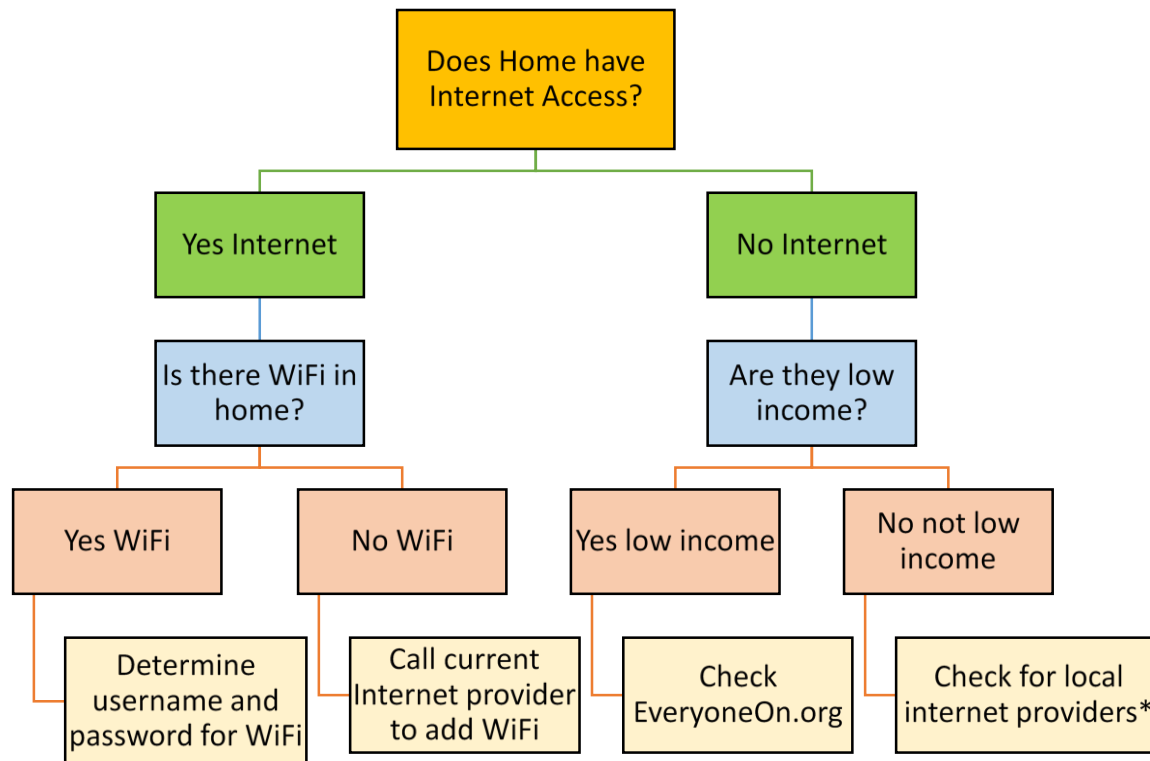 Does Home have
Internet Access?
Yes Internet
No Internet
Is there WiFi in
home?
Are they low
income?
Yes WiFi
No WiFi
Yes low income
No not low
income
Determine
username and
password for WiFi
Call current
Internet provider
to add WiFi
Check
EveryoneOn.org
Check for local
internet providers*